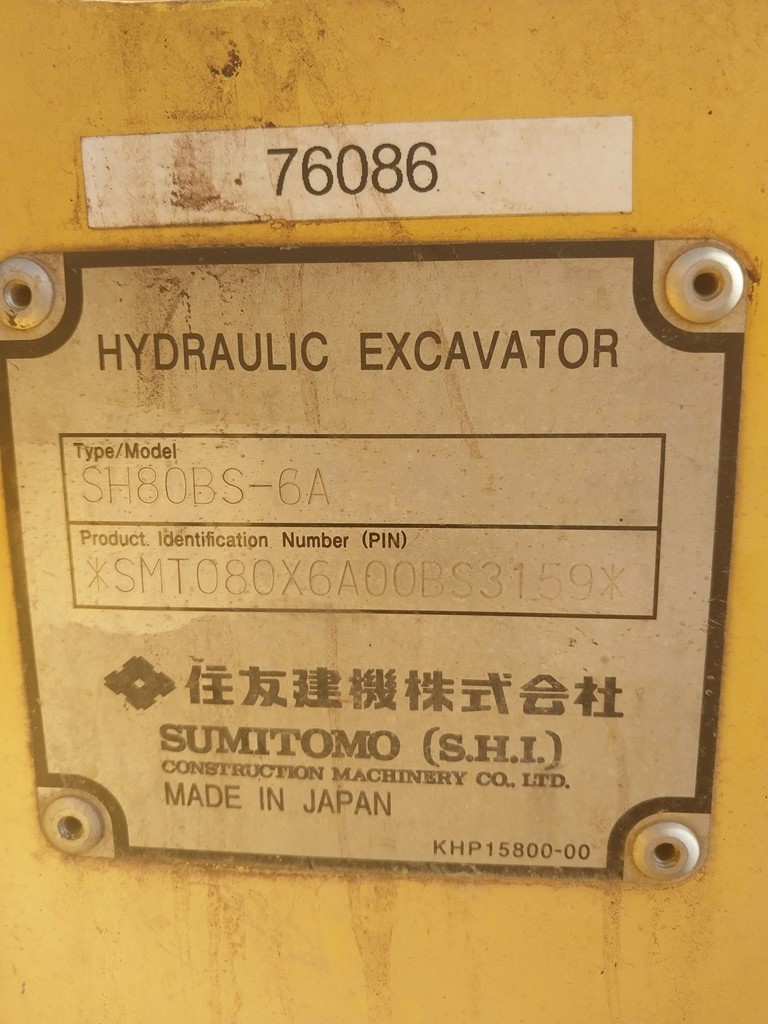 76086
HYDRAULIC EXCAVATOR
Type/Model
SH80BS-6A
Product Identification Number (PIN)
*SMT080X6A00BS3159*
住友建機株式会社
SUMITOMO (S.H.I.)
CONSTRUCTION MACHINERY CO., LTD.
MADE IN JAPAN
KHP15800-00